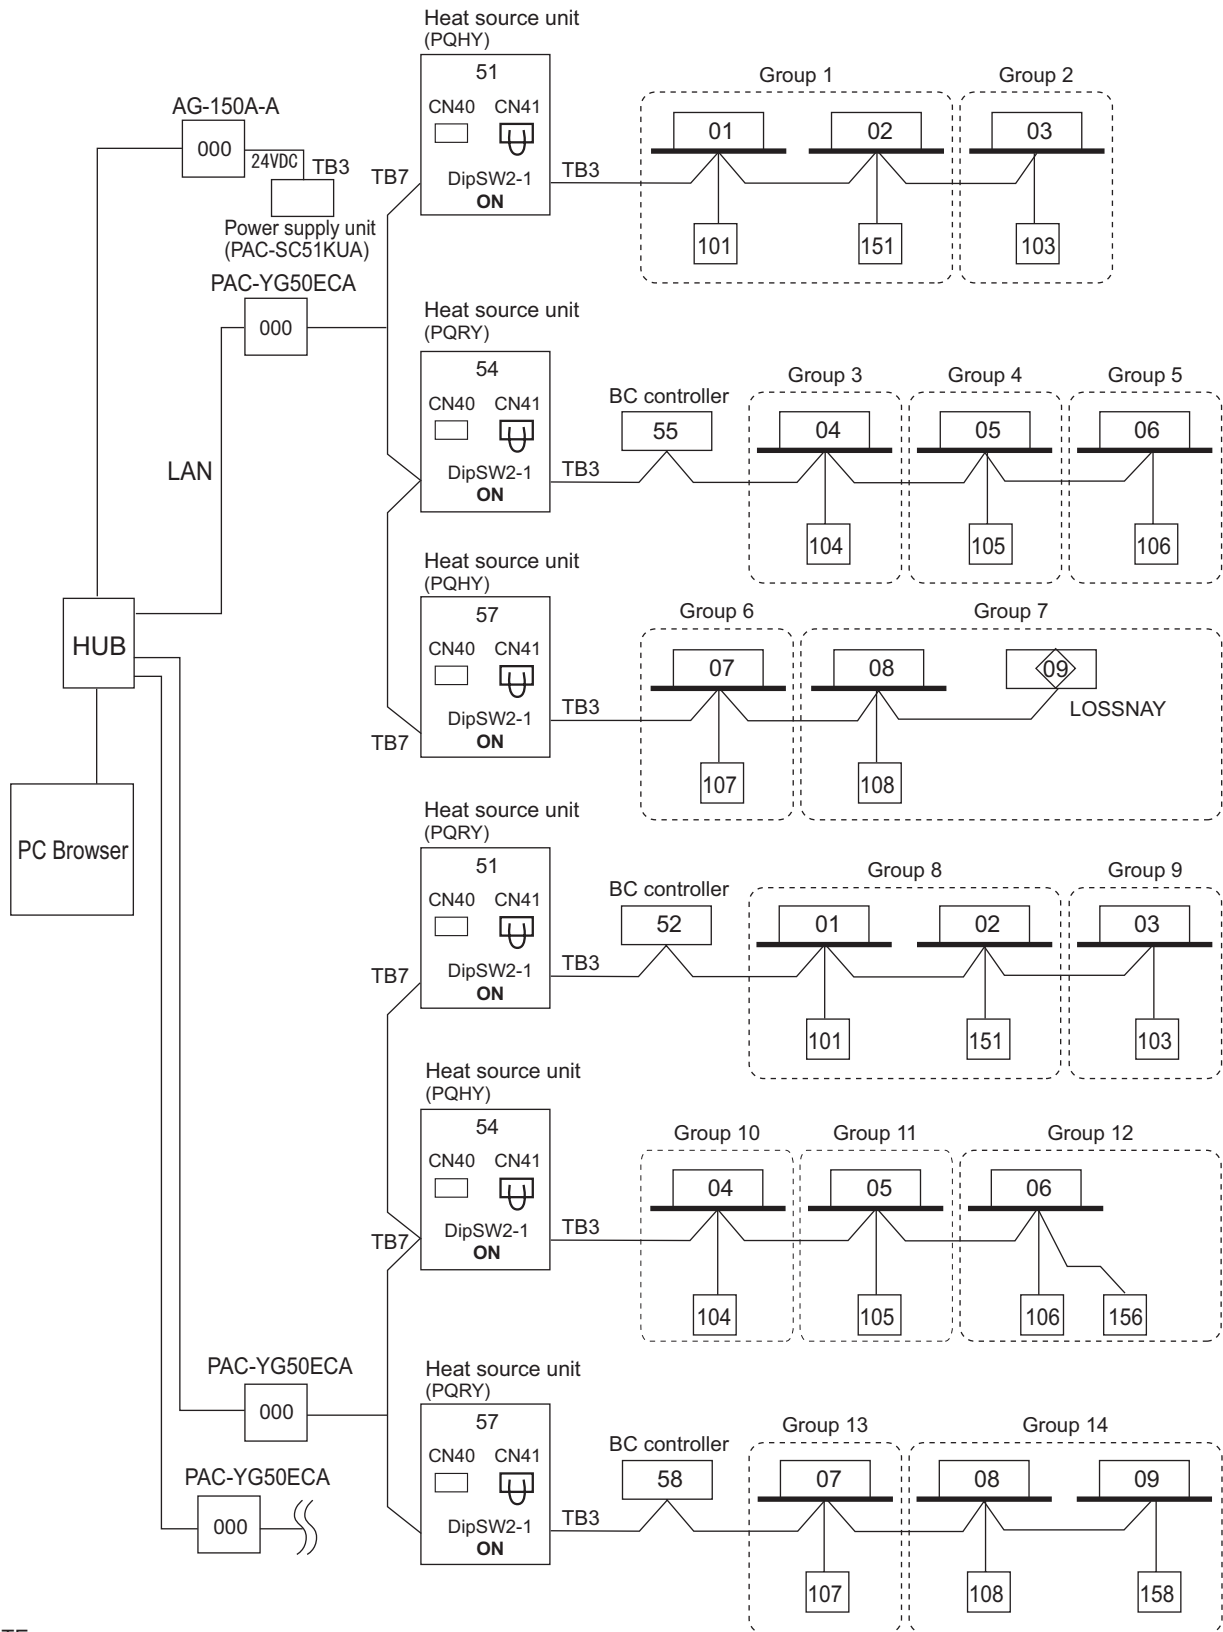 Heat source unit
(PQHY)
51
CN40 CN41
DipSW2-1
ON
TB7
TB3
Group 1
Group 2
01
02
03
101
151
103
AG-150A-A
000
24VDC
TB3
Power supply unit
(PAC-SC51KUA)
PAC-YG50ECA
000
LAN
HUB
PC Browser
Heat source unit
(PQRY)
54
CN40 CN41
DipSW2-1
ON
TB3
BC controller
55
Group 3
Group 4
Group 5
04
05
06
104
105
106
Heat source unit
(PQHY)
57
CN40 CN41
DipSW2-1
ON
TB7
TB3
Group 6
Group 7
07
08
09
LOSSNAY
107
108
Heat source unit
(PQRY)
51
CN40 CN41
DipSW2-1
ON
TB7
TB3
BC controller
52
Group 8
Group 9
01
02
03
101
151
103
Heat source unit
(PQHY)
54
CN40 CN41
DipSW2-1
ON
TB7
TB3
Group 10
Group 11
Group 12
04
05
06
104
105
106
156
PAC-YG50ECA
000
PAC-YG50ECA
000
Heat source unit
(PQRY)
57
CN40 CN41
DipSW2-1
ON
TB3
BC controller
58
Group 13
Group 14
07
08
09
107
108
158